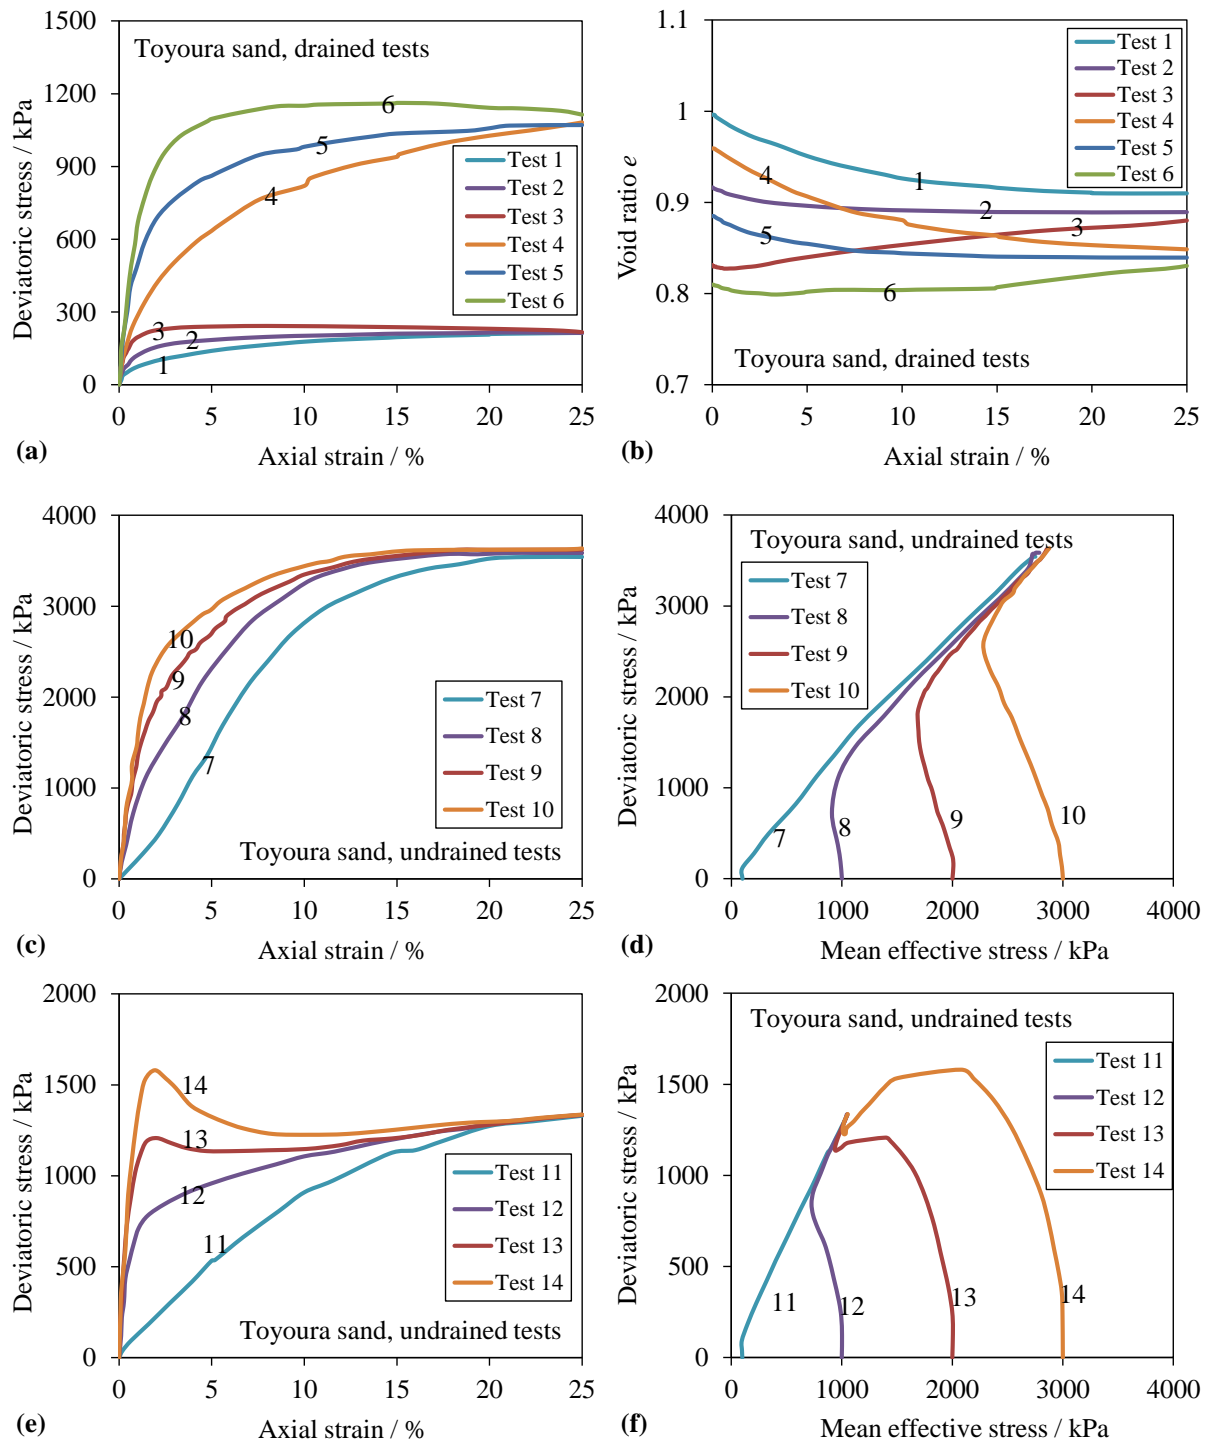 1500
1200
900
600
300
0
0
5
10
15
20
25
Deviatoric stress / kPa
Axial strain / %
Toyoura sand, drained tests
6
5
4
3
2
1
Test 1
Test 2
Test 3
Test 4
Test 5
Test 6
(a)
1.1
1
0.9
0.8
0.7
0
5
10
15
20
25
Void ratio e
Axial strain / %
Test 1
Test 2
Test 3
Test 4
Test 5
Test 6
4
1
2
3
5
6
Toyoura sand, drained tests
(b)
4000
3000
2000
1000
0
0
5
10
15
20
25
Deviatoric stress / kPa
Axial strain / %
10
9
8
7
Test 7
Test 8
Test 9
Test 10
Toyoura sand, undrained tests
(c)
4000
3000
2000
1000
0
0
1000
2000
3000
4000
Deviatoric stress / kPa
Mean effective stress / kPa
Toyoura sand, undrained tests
Test 7
Test 8
Test 9
Test 10
7
8
9
10
(d)
2000
1500
1000
500
0
0
5
10
15
20
25
Deviatoric stress / kPa
Axial strain / %
14
13
12
11
Test 11
Test 12
Test 13
Test 14
Toyoura sand, undrained tests
(e)
2000
1500
1000
500
0
0
1000
2000
3000
4000
Deviatoric stress / kPa
Mean effective stress / kPa
Toyoura sand, undrained tests
Test 11
Test 12
Test 13
Test 14
11
12
13
14
(f)